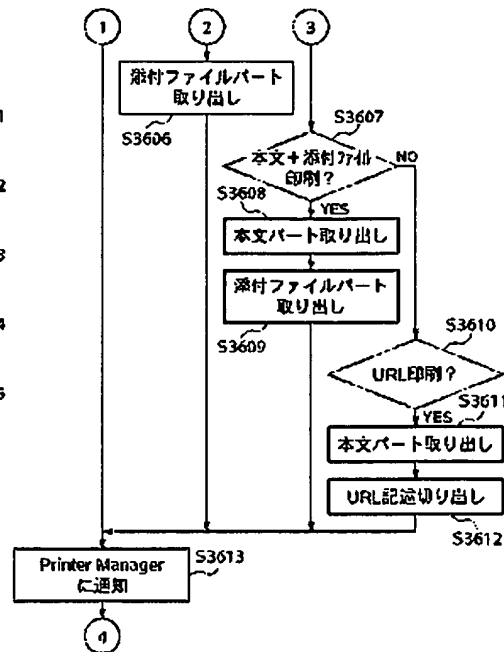 1
2
3
添付ファイルパート
取り出し
S3606
S3607
本文+添付ファイル
印刷?
NO
S3608
YES
本文パート取り出し
添付ファイルパート
取り出し
S3609
S3610
URL印刷?
S3611
YES
本文パート取り出し
URL記述切り出し
S3612
Printer Manager
に通知
S3613
4